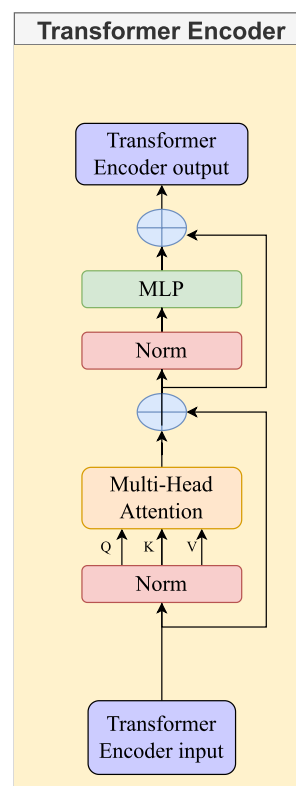 Transformer Encoder
Transformer
Encoder output
MLP
Norm
Multi-Head
Attention
Q K V
Norm
Transformer
Encoder input